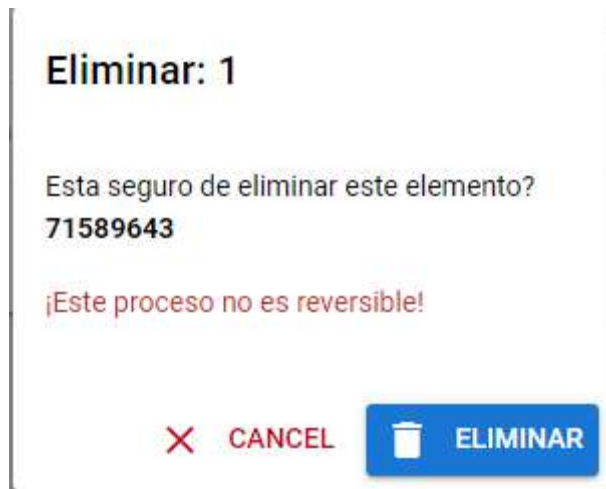 Eliminar: 1
Esta seguro de eliminar este elemento?
71589643
¡Este proceso no es reversible!
CANCEL
ELIMINAR